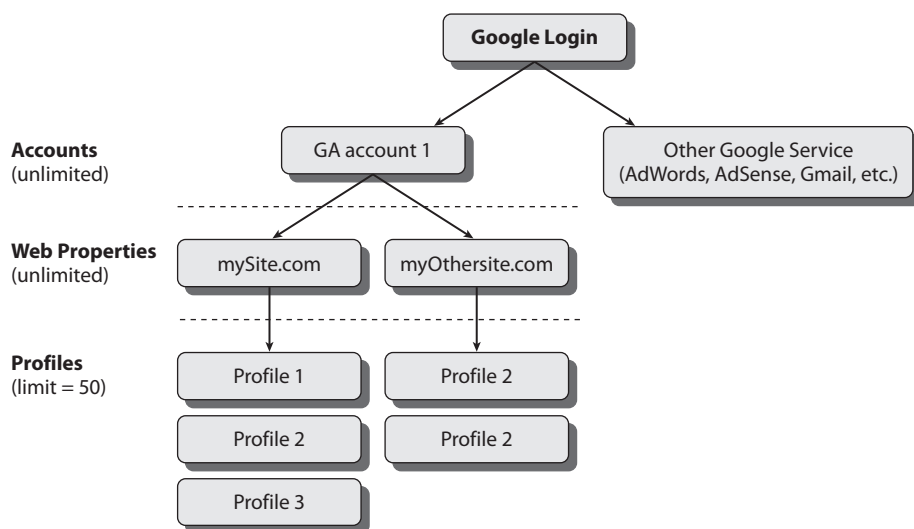 Google Login
Accounts
(unlimited)
GA account 1
Other Google Service
(AdWords, AdSense, Gmail, etc.)
Web Properties
(unlimited)
mySite.com
myOthersite.com
Profiles
(limit = 50)
Profile 1
Profile 2
Profile 2
Profile 2
Profile 3